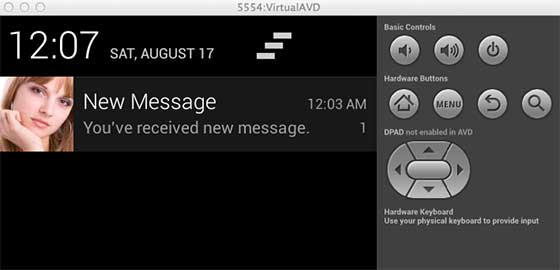 5554:VirtualAVD
12:07 SAT, AUGUST 17
New Message 12:03 AM
You've received new message. 1
Basic Controls
Hardware Buttons
MENU
DPAD not enabled in AVD
Hardware Keyboard
Use your physical keyboard to provide input